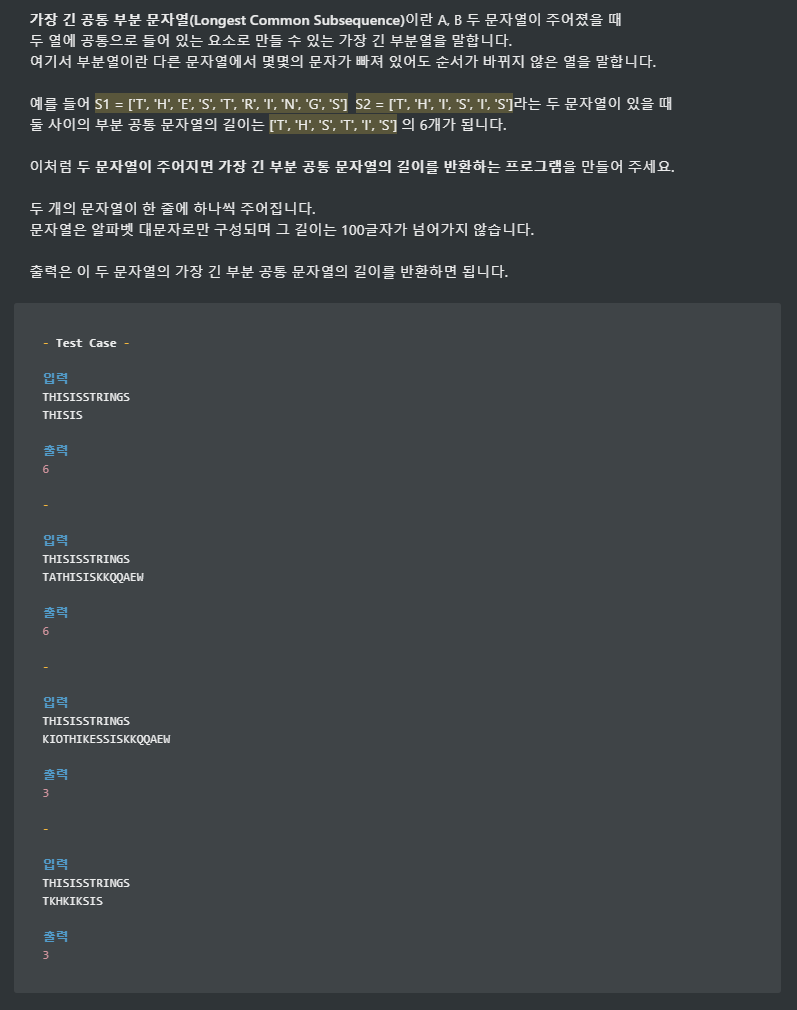 가장 긴 공통 부분 문자열(Longest Common Subsequence)이란 A, B 두 문자열이 주어졌을 때
두 열에 공통으로 들어 있는 요소로 만들 수 있는 가장 긴 부분열을 말합니다.
여기서 부분열이란 다른 문자열에서 몇몇의 문자가 빠져 있어도 순서가 바뀌지 않은 열을 말합니다.
예를 들어 S1 = ['T', 'H', 'E', 'S', 'T', 'R', 'I', 'N', 'G', 'S'] S2 = ['T', 'H', 'I', 'S', 'I', 'S']라는 두 문자열이 있을 때
둘 사이의 부분 공통 문자열의 길이는 ['T', 'H', 'S', 'T', 'I', 'S'] 의 6개가 됩니다.
이처럼 두 문자열이 주어지면 가장 긴 부분 공통 문자열의 길이를 반환하는 프로그램을 만들어 주세요.
두 개의 문자열이 한 줄에 하나씩 주어집니다.
문자열은 알파벳 대문자로만 구성되며 그 길이는 100글자가 넘어가지 않습니다.
출력은 이 두 문자열의 가장 긴 부분 공통 문자열의 길이를 반환하면 됩니다.
- Test Case -
입력
THISISSTRINGS
THISIS
출력
6
-
입력
THISISSTRINGS
TATHISISKKQQAEW
출력
6
-
입력
THISISSTRINGS
KIOTHIKESSISKKQQAEW
출력
3
-
입력
THISISSTRINGS
TKHKIKSIS
출력
3